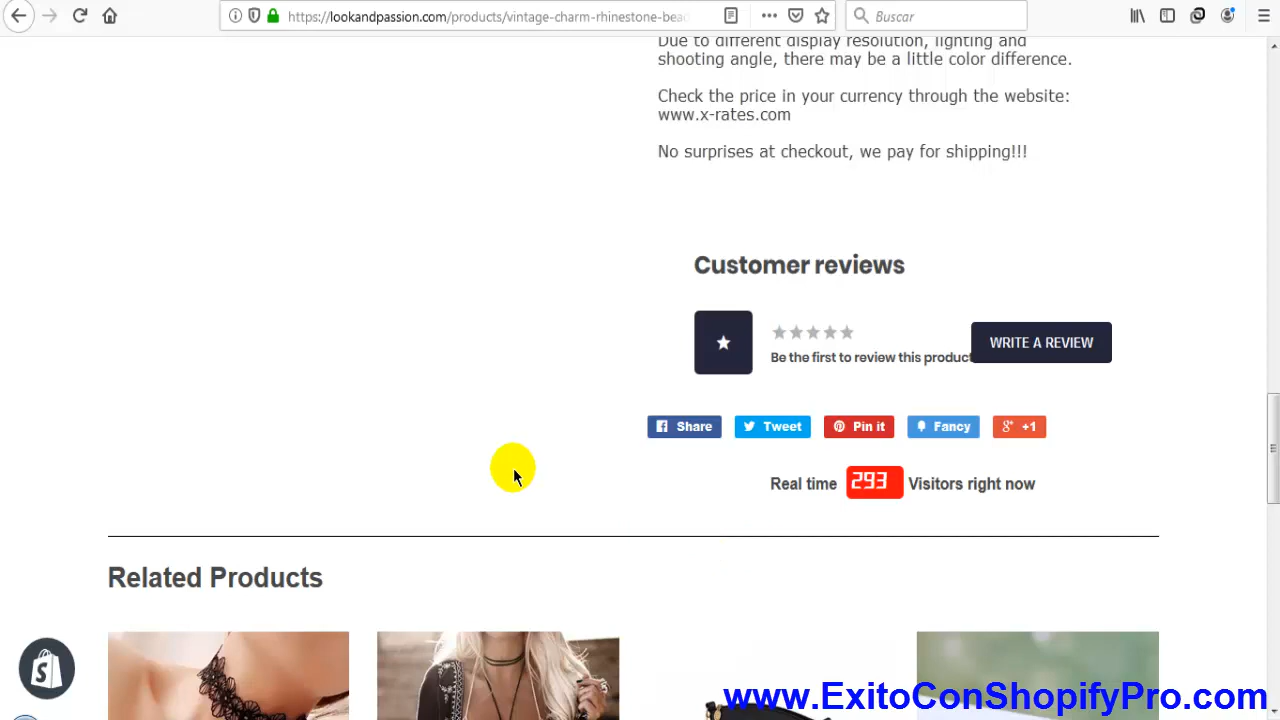 https://lookandpassion.com/products/vintage-charm-rhinestone-bead
Buscar
Due to different display resolution, lighting and
shooting angle, there may be a little color difference.
Check the price in your currency through the website:
www.x-rates.com
No surprises at checkout, we pay for shipping!!!
Customer reviews
Be the first to review this product
WRITE A REVIEW
Share
Tweet
Pin it
Fancy
+1
Real time 293 Visitors right now
Related Products
www.ExitoConShopifyPro.com